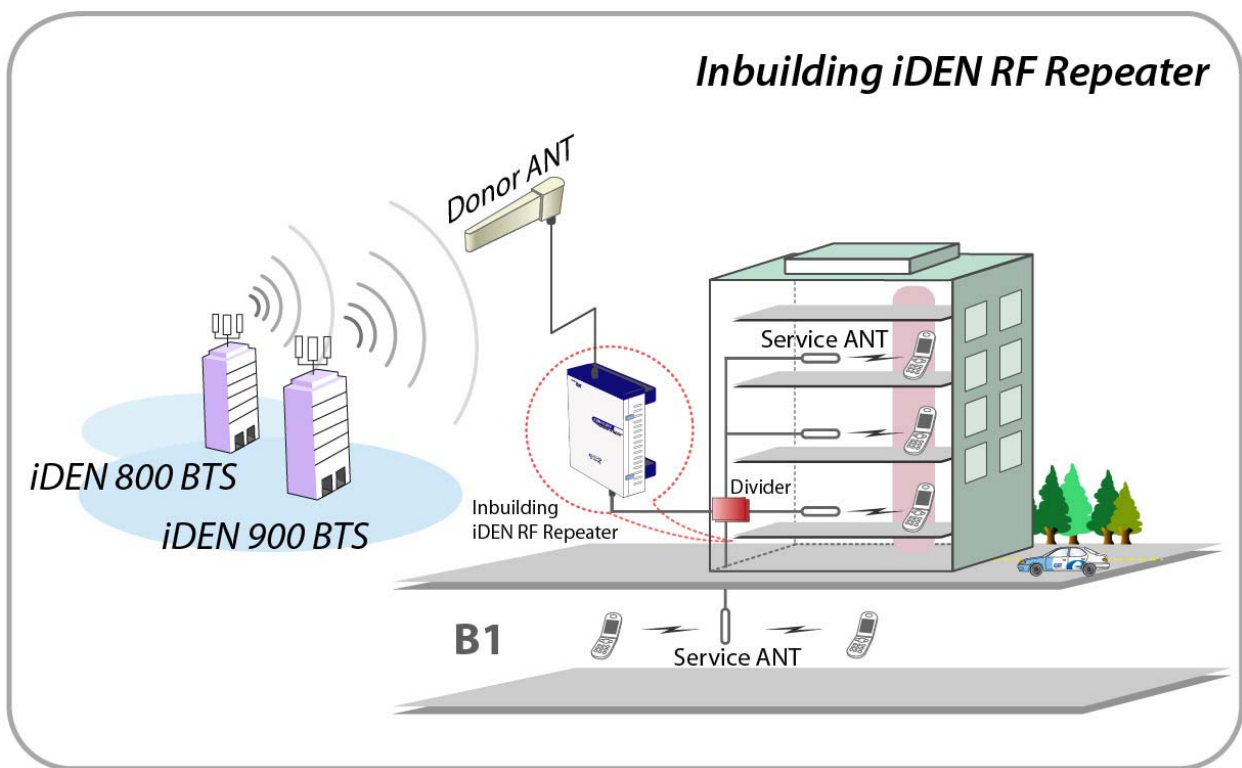 Inbuilding iDEN RF Repeater
Donor ANT
Service ANT
iDEN 800 BTS
iDEN 900 BTS
Inbuilding
iDEN RF Repeater
Divider
B1
Service ANT